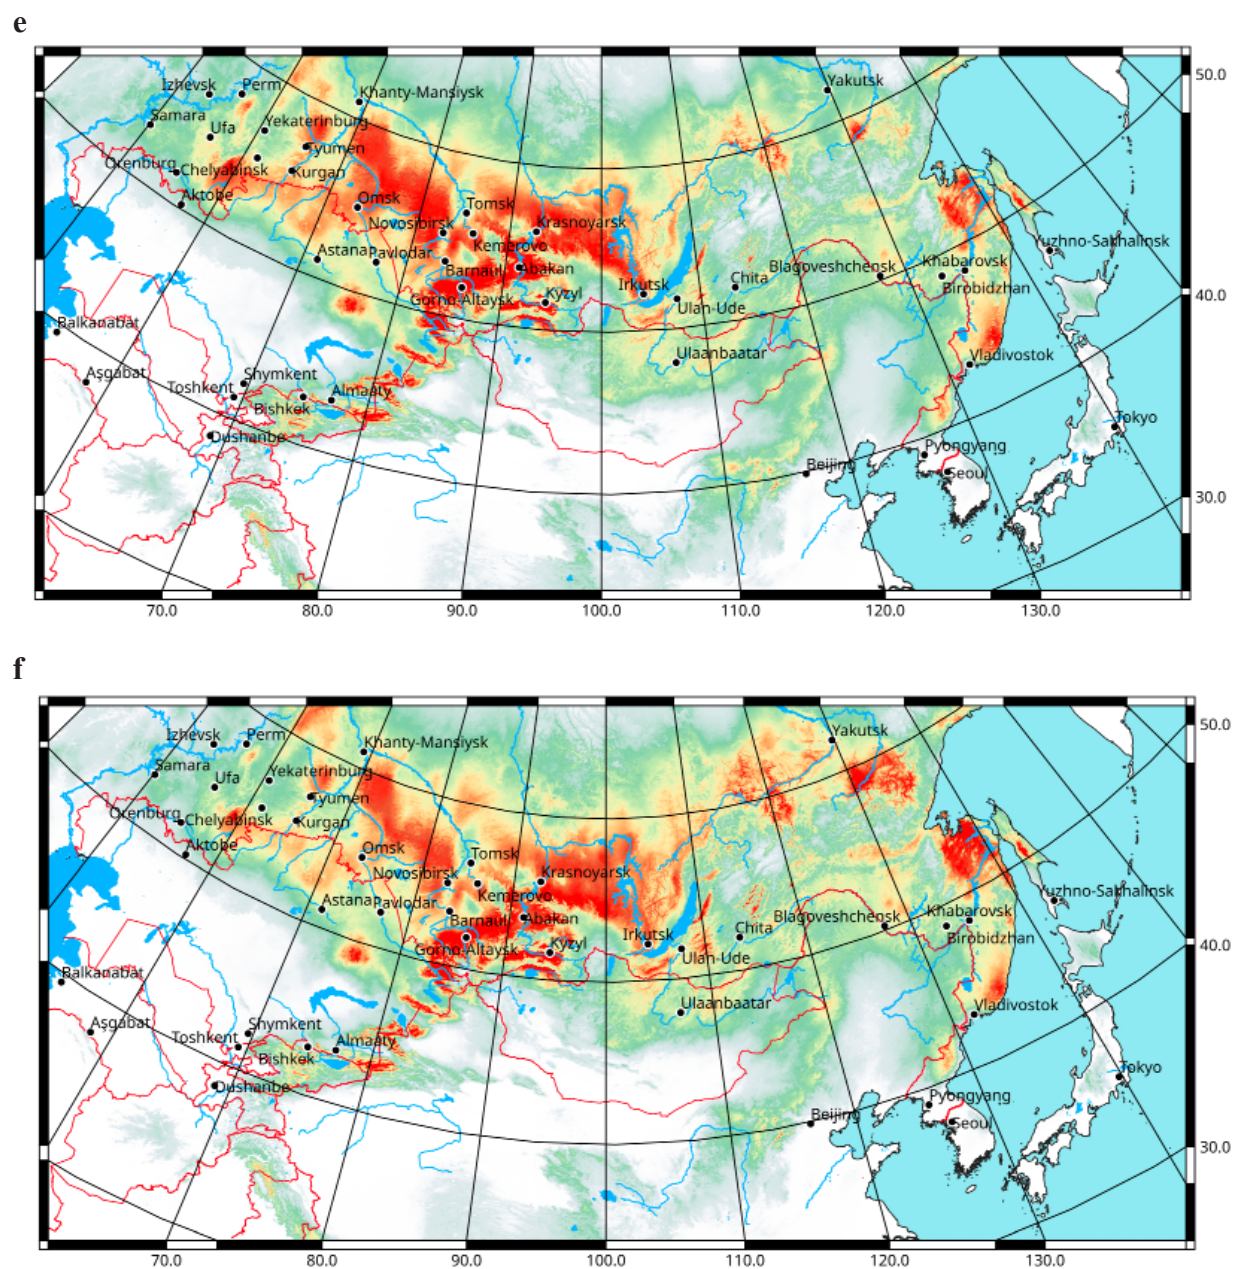 e
50.0
Yakutsk
Izhevsk
Perm
Khanty-Mansiysk
Samara
Ufa
Yekaterinburg
Tyumen
Orenburg
Chelyabinsk
Kurgan
Aktobe
Omsk
Tomsk
Novosibirsk
Krasnoyarsk
Kemerovo
Yuzhno-Sakhalinsk
Astana
Pavlodar
Barnaul
Abakan
Blagoveshchensk
Khabarovsk
Irkutsk
Chita
Birobidzhan
Gorno-Altaysk
Kyzyl
40.0
Ulan-Ude
Balkanabat
Ulaanbaatar
Vladivostok
Aşgabat
Shymkent
Toshkent
Almaaty
Bishkek
Tokyo
Dushanbe
Pyongyang
Beijing
Seoul
30.0
70.0
80.0
90.0
100.0
110.0
120.0
130.0
f
50.0
Yakutsk
Izhevsk
Perm
Khanty-Mansiysk
Samara
Ufa
Yekaterinburg
Tyumen
Orenburg
Chelyabinsk
Kurgan
Aktobe
Omsk
Tomsk
Novosibirsk
Krasnoyarsk
Kemerovo
Yuzhno-Sakhalinsk
Astana
Pavlodar
Barnaul
Abakan
Blagoveshchensk
Khabarovsk
Irkutsk
Chita
Birobidzhan
Gorno-Altaysk
Kyzyl
40.0
Ulan-Ude
Balkanabat
Ulaanbaatar
Vladivostok
Aşgabat
Shymkent
Toshkent
Almaaty
Bishkek
Tokyo
Dushanbe
Pyongyang
Beijing
Seoul
30.0
70.0
80.0
90.0
100.0
110.0
120.0
130.0